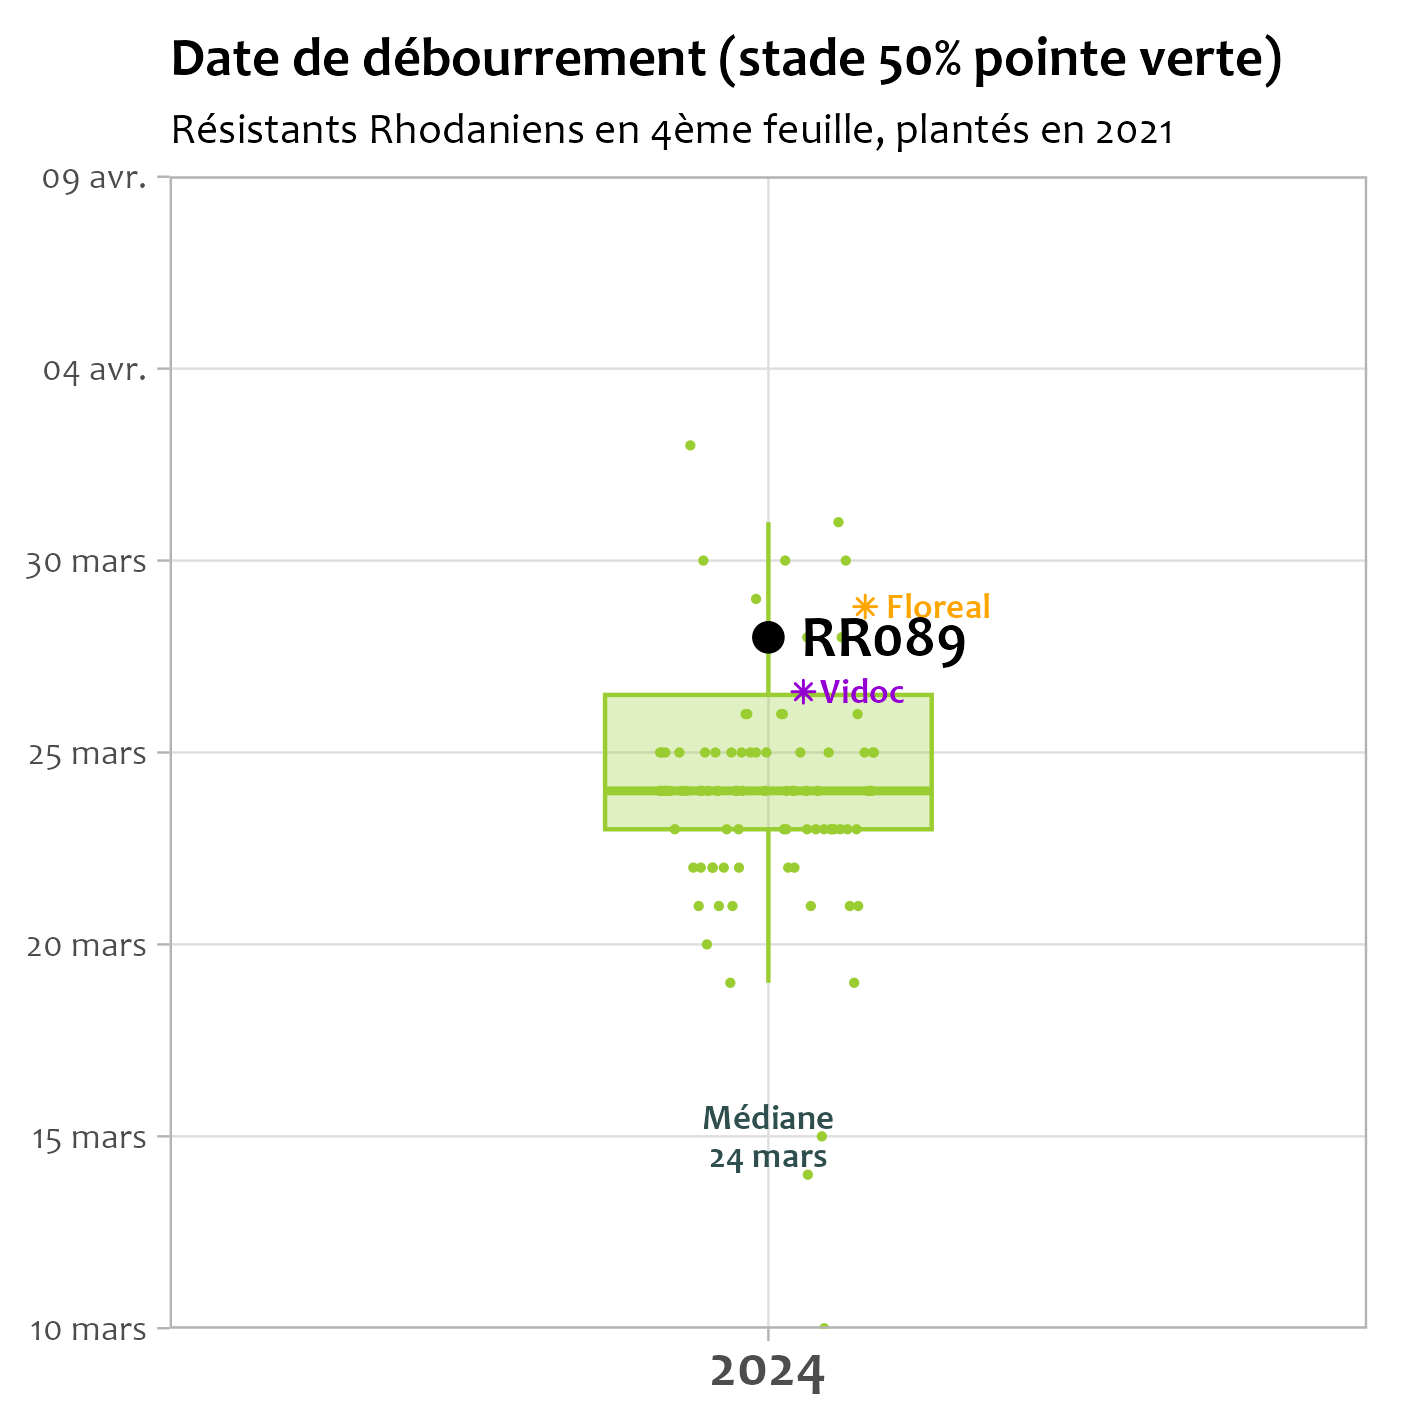 Date de débourrement (stade 50% pointe verte)
Résistants Rhodaniens en 4ème feuille, plantés en 2021
09 avr.
04 avr.
30 mars
Floreal
RR089
Vidoc
25 mars
20 mars
Médiane
15 mars
24 mars
10 mars
2024